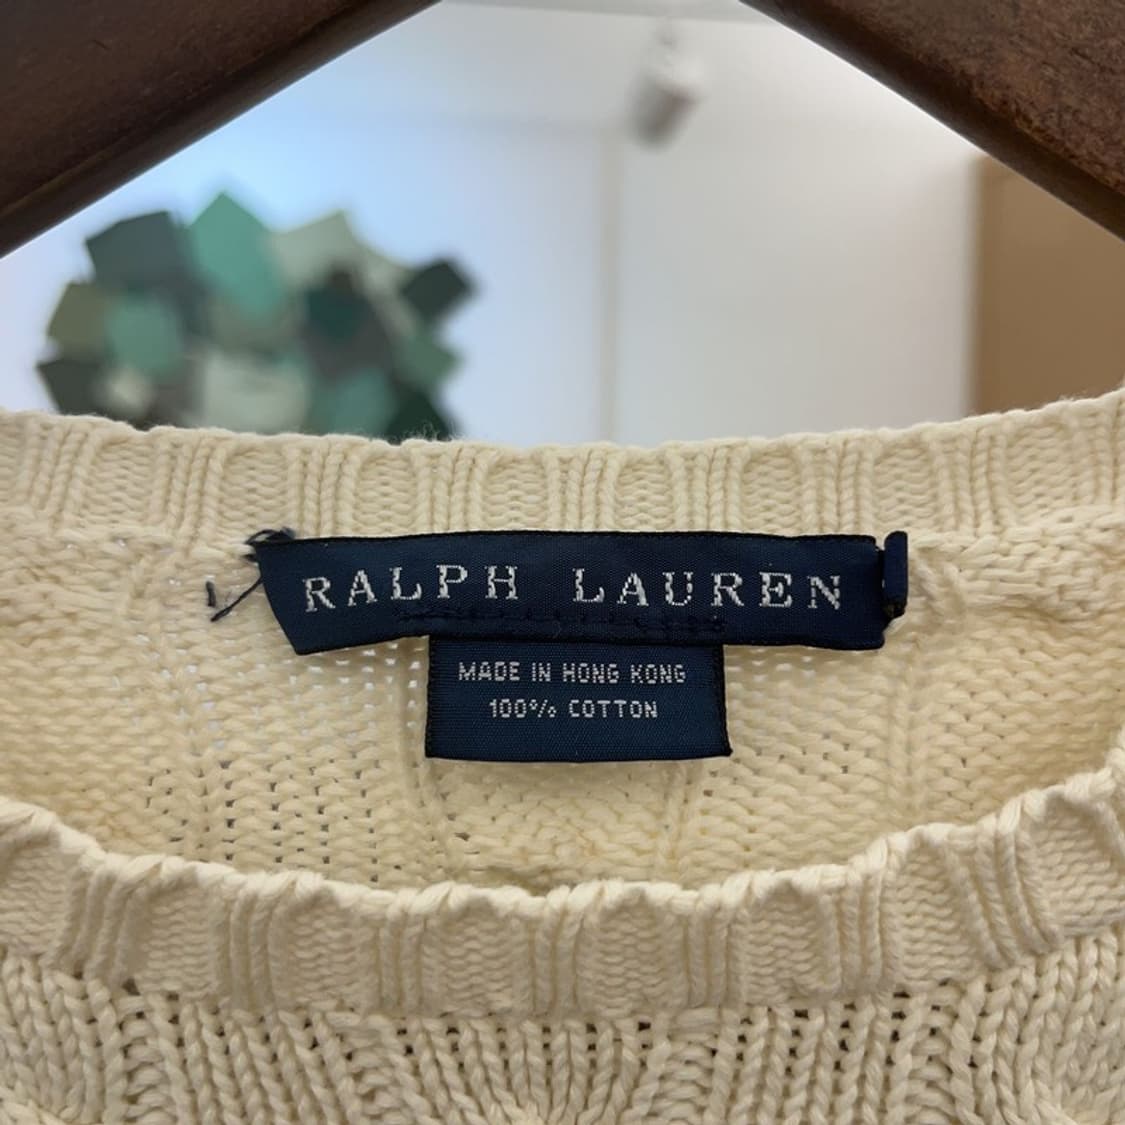 RALPH LAUREN
MADE IN HONG KONG
100% COTTON